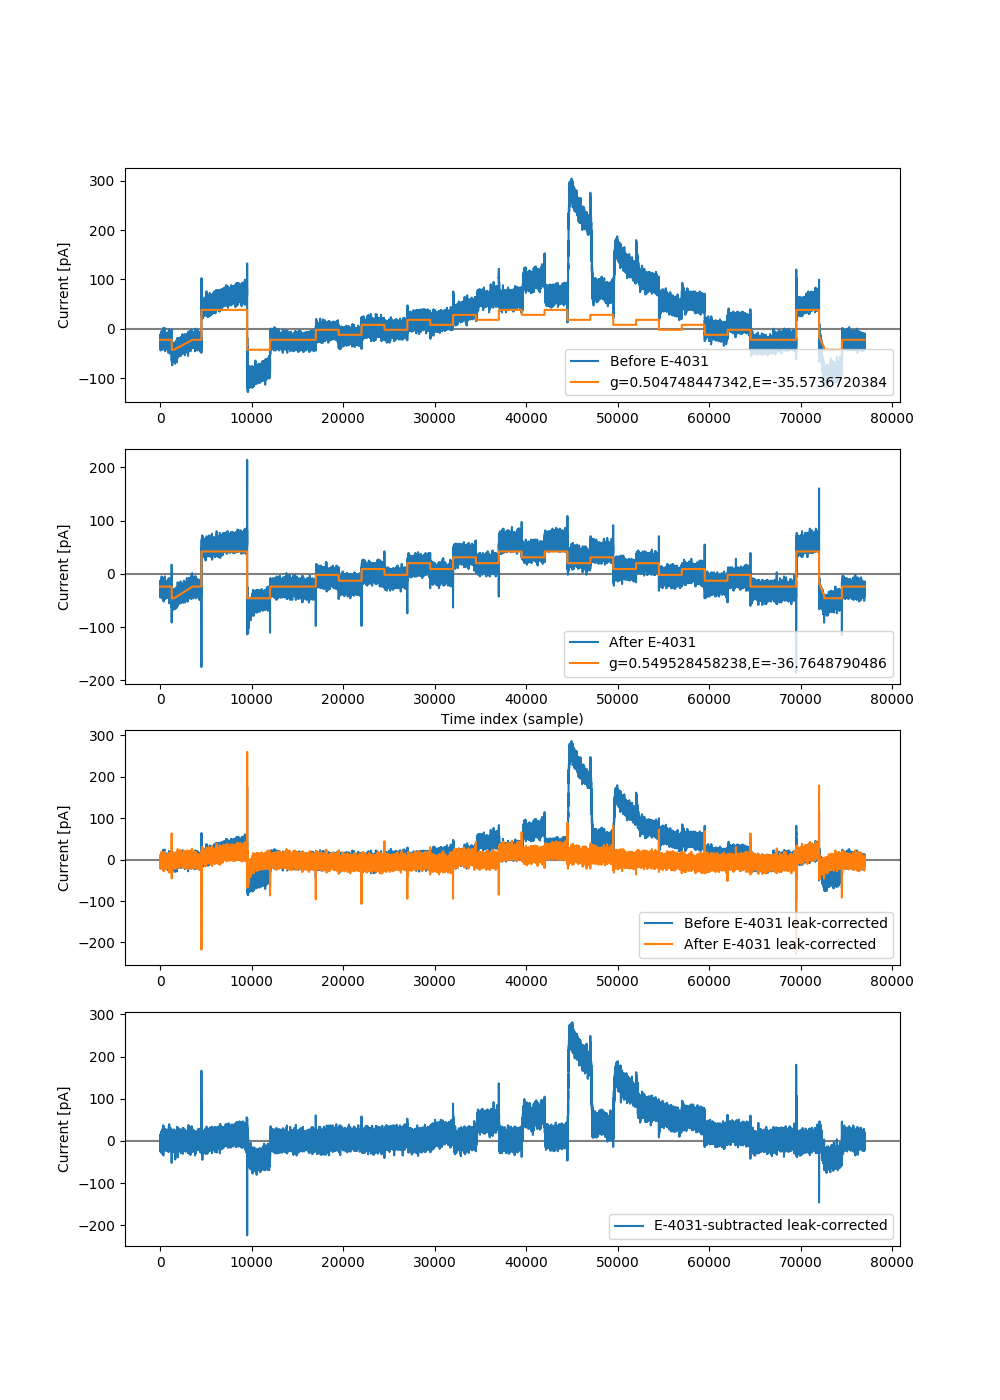 300
200
100
0
−100
Current [pA]
Before E-4031
g=0.504748447342,E=-35.5736720384
0 10000 20000 30000 40000 50000 60000 70000 80000
200
100
0
−100
−200
Current [pA]
After E-4031
g=0.549528458238,E=-36.7648790486
0 10000 20000 30000 40000 50000 60000 70000 80000
Time index (sample)
300
200
100
0
−100
−200
Current [pA]
Before E-4031 leak-corrected
After E-4031 leak-corrected
0 10000 20000 30000 40000 50000 60000 70000 80000
300
200
100
0
−100
−200
Current [pA]
E-4031-subtracted leak-corrected
0 10000 20000 30000 40000 50000 60000 70000 80000